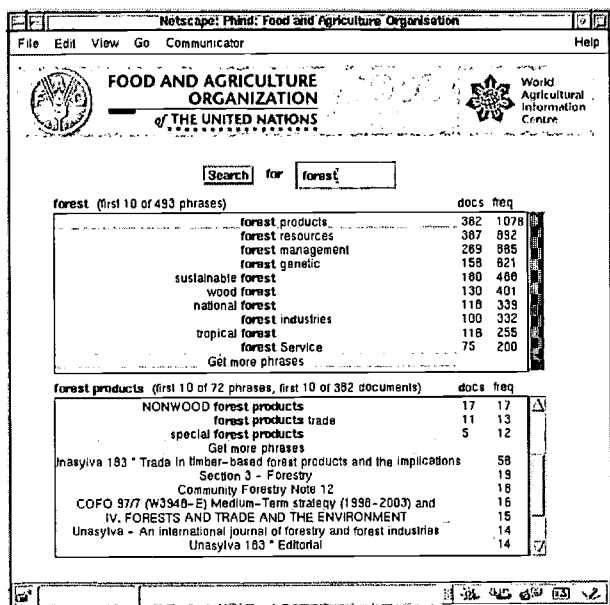 Netscape: Phind: Food and Agriculture Organisation
File Edit View Go Communicator Help
FOOD AND AGRICULTURE
ORGANIZATION
of THE UNITED NATIONS
World
Agricultural
Information
Centre
Search for forest
forest (first 10 of 493 phrases) docs freq
forest products 382 1078
forest resources 387 892
forest management 269 885
forest genetic 158 821
sustainable forest 180 466
wood forest 130 401
national forest 118 339
forest industries 100 332
tropical forest 118 255
forest Service 75 200
Get more phrases
forest products (first 10 of 72 phrases, first 10 of 382 documents) docs freq
NONWOOD forest products 17 17
forest products trade 11 13
special forest products 5 12
Get more phrases
Unasylva 183 " Trade in timber-based forest products and the implications 58
Section 3 - Forestry 19
Community Forestry Note 12 18
COFO 97/7 (W3948-E) Medium-Term strategy (1998-2003) and 16
IV. FORESTS AND TRADE AND THE ENVIRONMENT 15
Unasylva - An international journal of forestry and forest industries 14
Unasylva 183 " Editorial 14